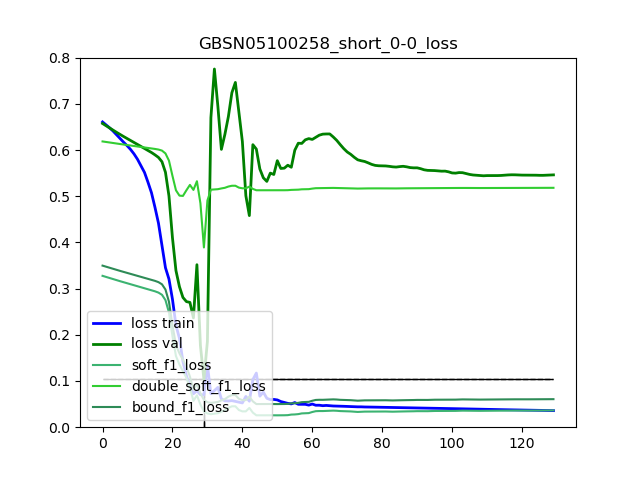 GBSN05100258_short_0-0_loss
0.8
0.7
0.6
0.5
0.4
0.3
0.2
0.1
0.0
loss train
loss val
soft_f1_loss
double_soft_f1_loss
bound_f1_loss
0 20 40 60 80 100 120